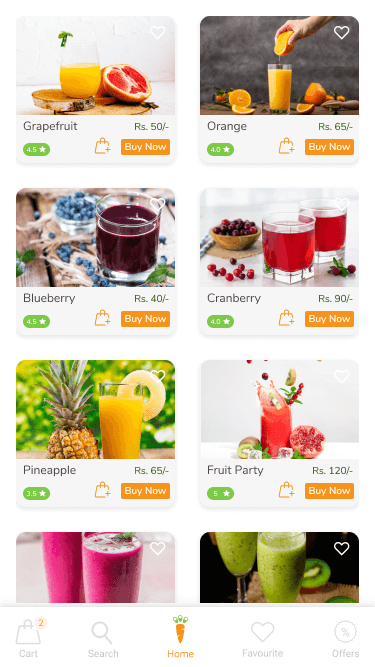 Grapefruit Rs. 50/-
4.5 Buy Now
Orange Rs. 65/-
4.0 Buy Now
Blueberry Rs. 40/-
4.5 Buy Now
Cranberry Rs. 90/-
4.0 Buy Now
Pineapple Rs. 65/-
3.5 Buy Now
Fruit Party Rs. 120/-
5 Buy Now
2
%
Cart Search Home Favourite Offers